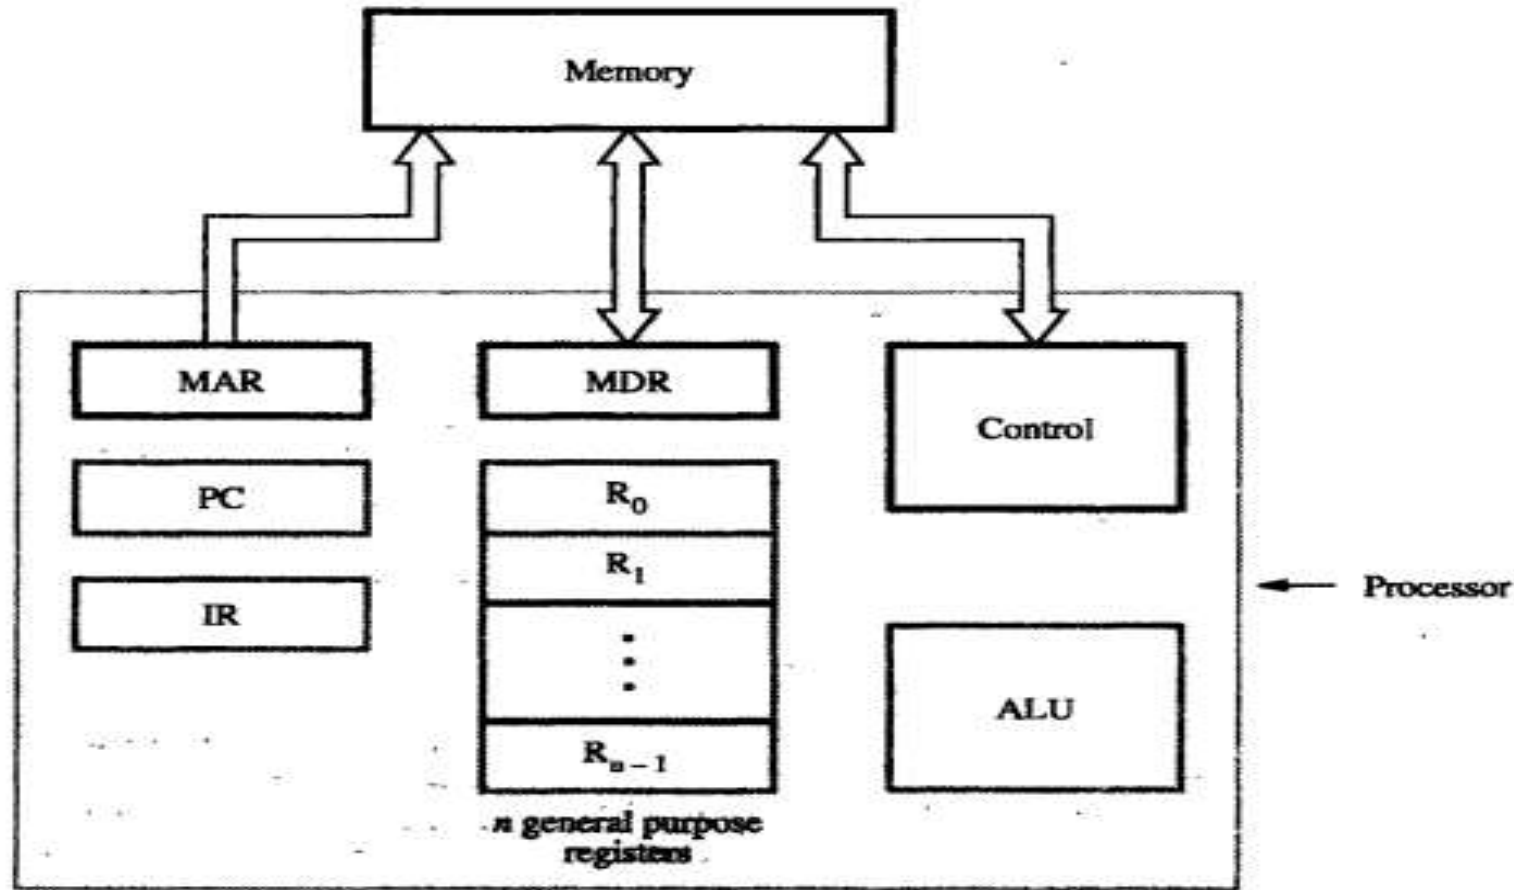 Memory
MAR
MDR
Control
PC
R₀
R₁
IR
Processor
ALU
Rₙ₋₁
n general purpose
registers